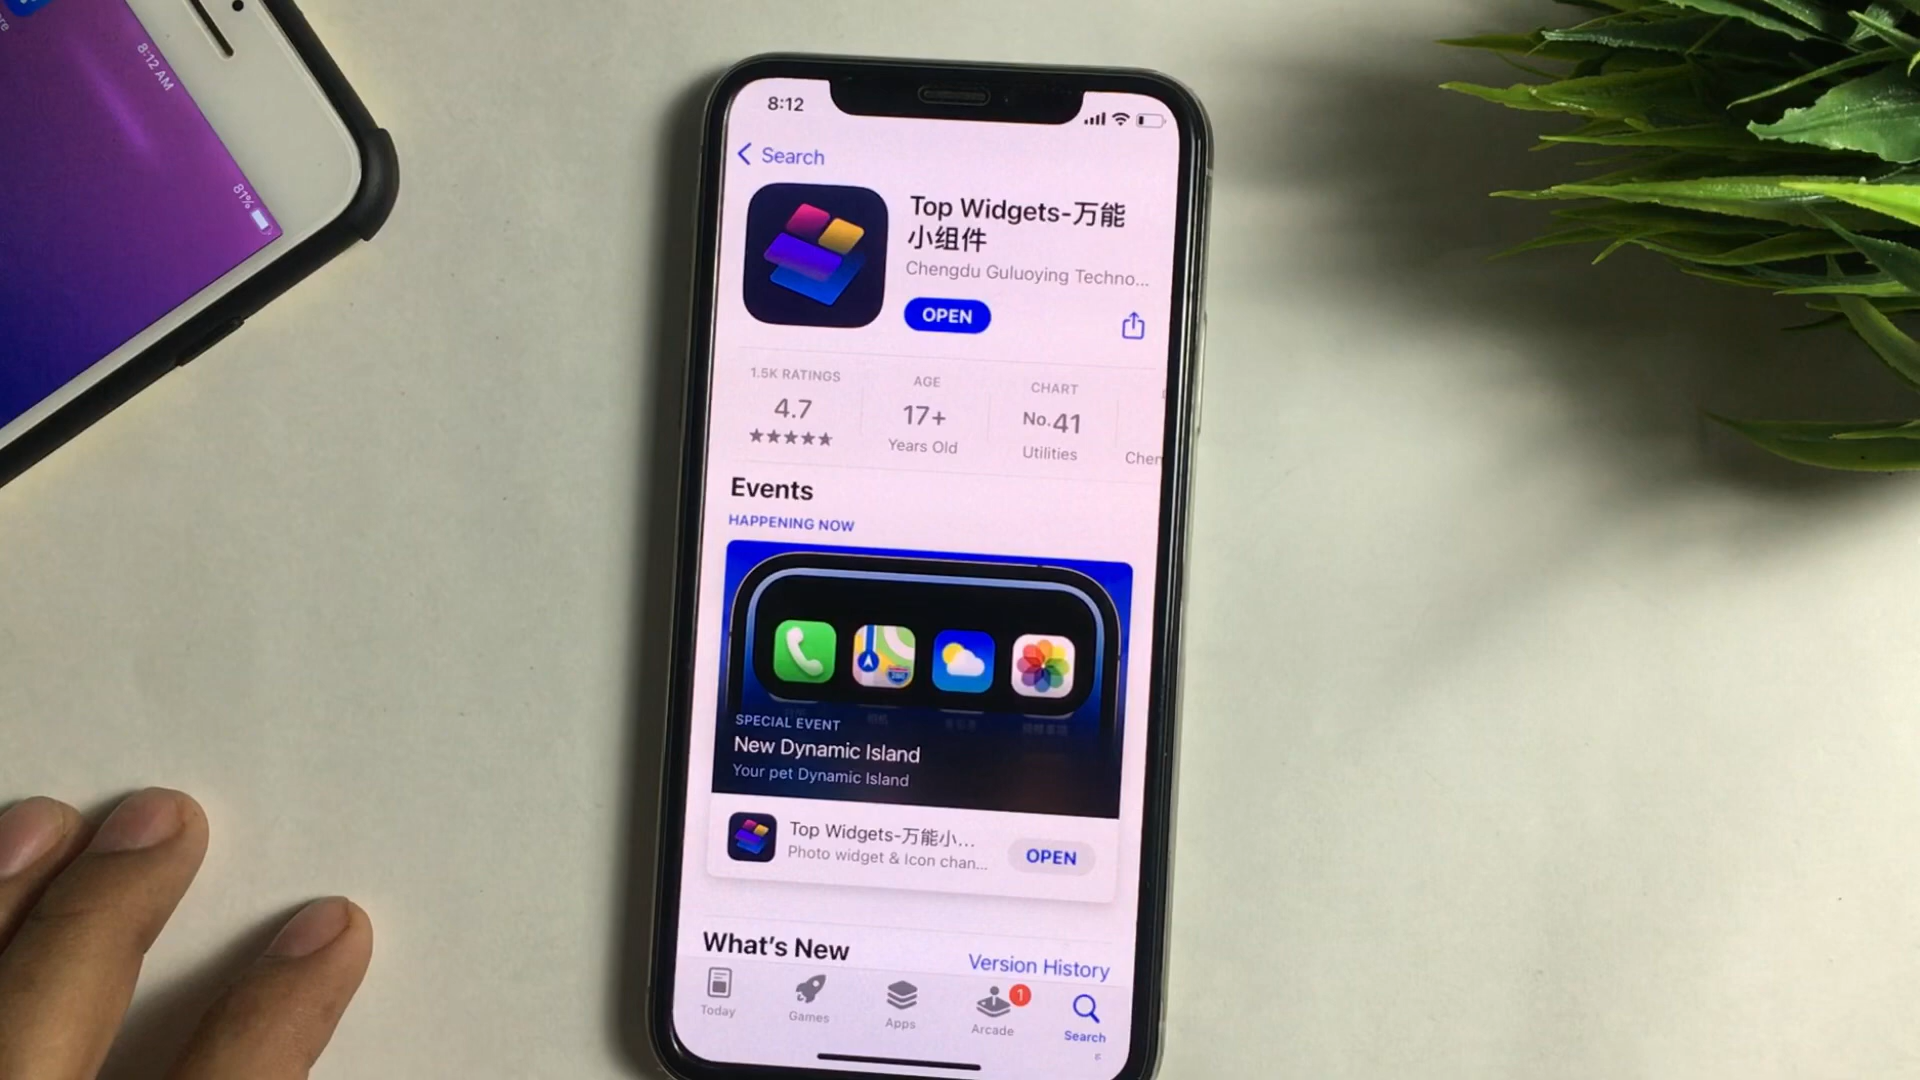 8:12 AM
81%
8:12
Search
Top Widgets-万能
小组件
Chengdu Guluoying Techno...
OPEN
1.5K RATINGS
4.7
AGE
17+
Years Old
CHART
No.41
Utilities
Chen
Events
HAPPENING NOW
SPECIAL EVENT
New Dynamic Island
Your pet Dynamic Island
Top Widgets-万能小...
Photo widget & Icon chan...
OPEN
What's New
Version History
Today
Games
Apps
1
Arcade
Search